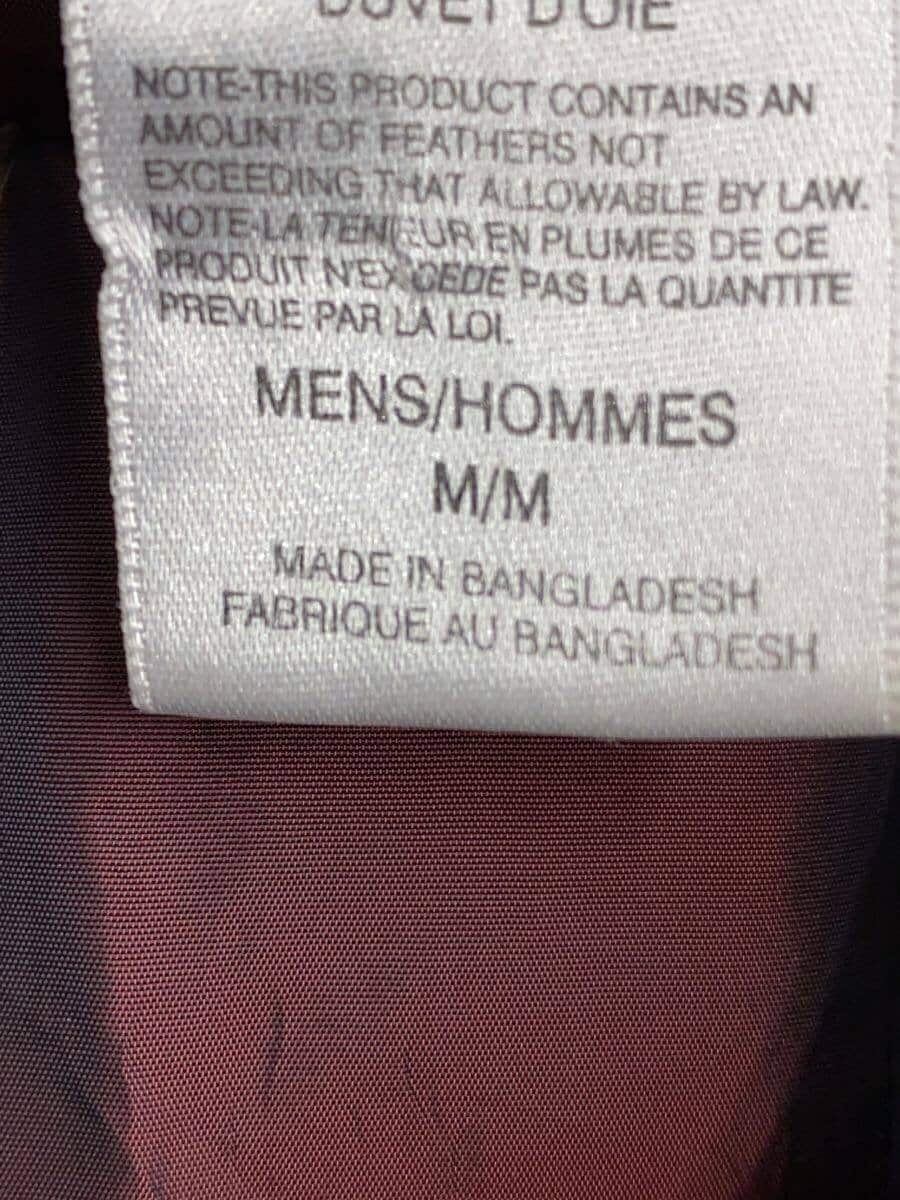 DUVET D'OIE
NOTE-THIS PRODUCT CONTAINS AN
AMOUNT OF FEATHERS NOT
EXCEEDING THAT ALLOWABLE BY LAW.
NOTE-LA TENEUR EN PLUMES DE CE
PRODUIT N'EXCEDE PAS LA QUANTITE
PREVUE PAR LA LOI.
MENS/HOMMES
M/M
MADE IN BANGLADESH
FABRIQUE AU BANGLADESH